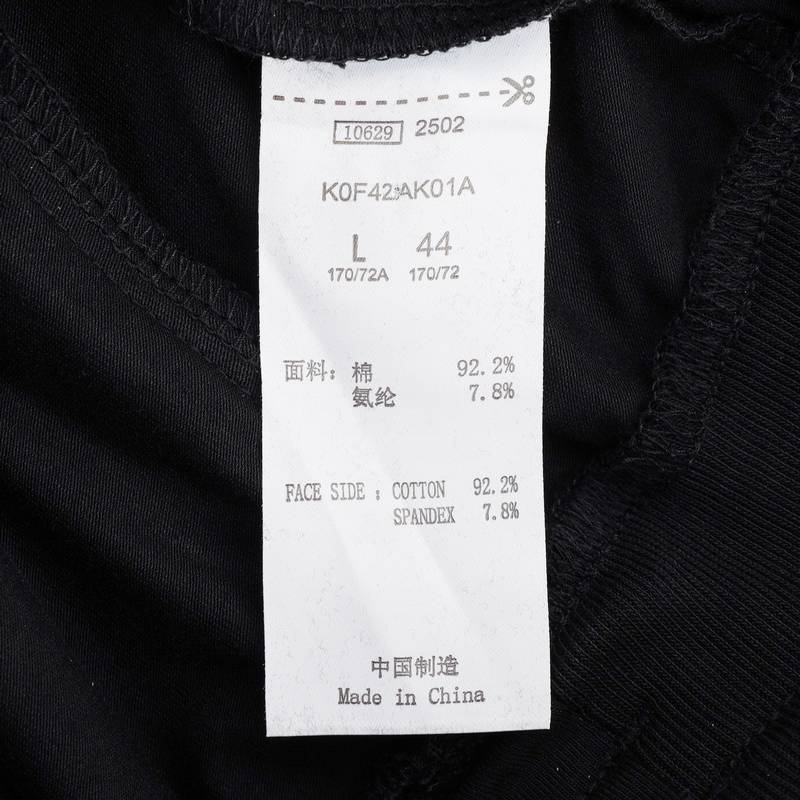 10629 2502
K0F42AK01A
L 44
170/72A 170/72
面料：棉 92.2%
氨纶 7.8%
FACE SIDE : COTTON 92.2%
SPANDEX 7.8%
中国制造
Made in China